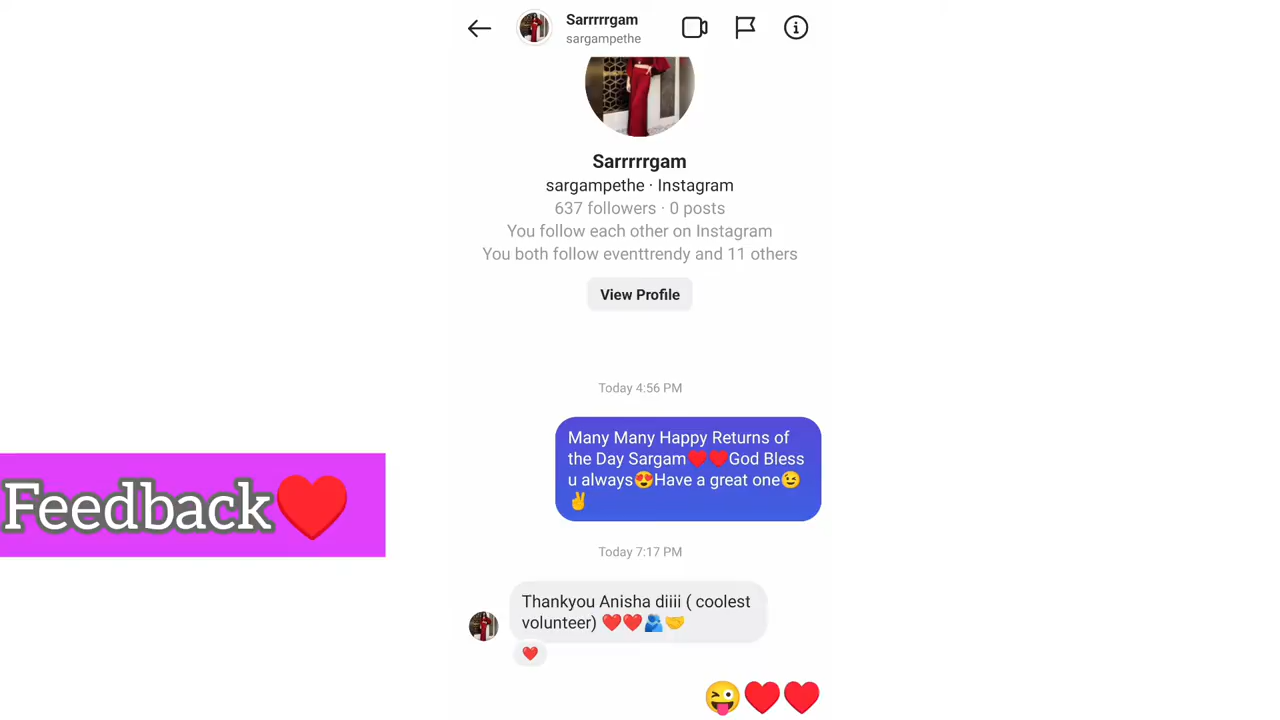 Sarrrrrgam
sargampethe
Sarrrrrgam
sargampethe · Instagram
637 followers · 0 posts
You follow each other on Instagram
You both follow eventtrendy and 11 others
View Profile
Today 4:56 PM
Many Many Happy Returns of
the Day Sargam♥️♥️God Bless
u always😍Have a great one😉
✌️
Feedback♥️
Today 7:17 PM
Thankyou Anisha diiii ( coolest
volunteer) ❤️❤️🫂🤝
❤️
😜♥️♥️